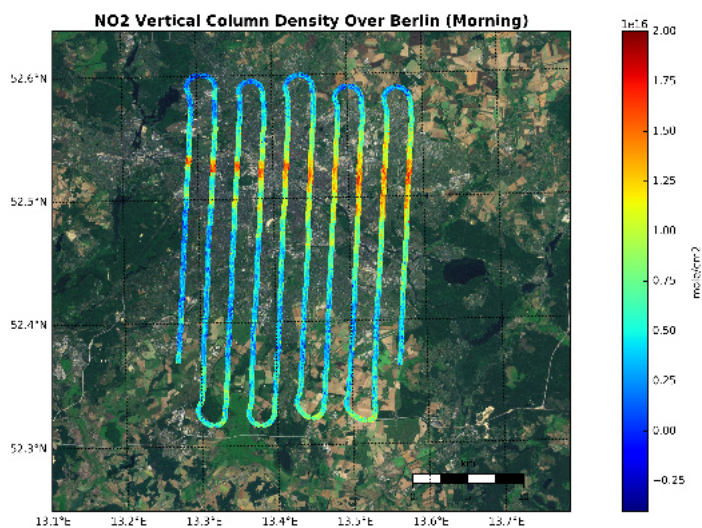 NO2 Vertical Column Density Over Berlin (Morning)
1e16
52.6°N
52.5°N
52.4°N
52.3°N
13.1°E
13.2°E
13.3°E
13.4°E
13.5°E
13.6°E
13.7°E
km
2.00
1.75
1.50
1.25
1.00
0.75
0.50
0.25
0.00
−0.25
molec/cm2